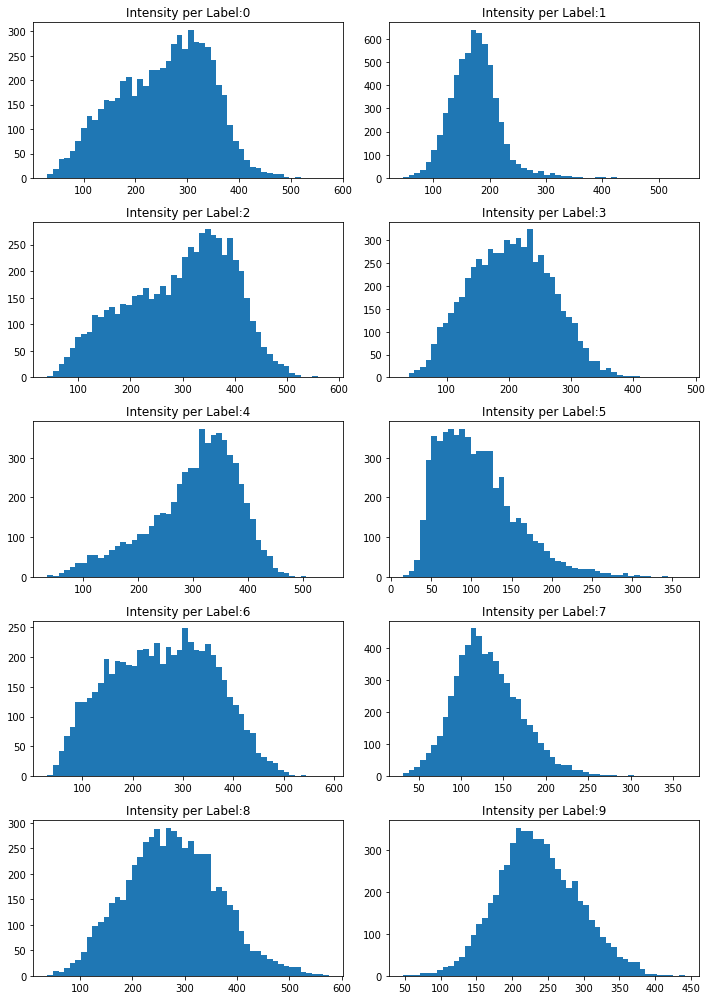 Intensity per Label:0
300
250
200
150
100
50
0
100 200 300 400 500 600
Intensity per Label:1
600
500
400
300
200
100
0
100 200 300 400 500
Intensity per Label:2
250
200
150
100
50
0
100 200 300 400 500 600
Intensity per Label:3
300
250
200
150
100
50
0
100 200 300 400 500
Intensity per Label:4
300
200
100
0
100 200 300 400 500
Intensity per Label:5
300
200
100
0
0 50 100 150 200 250 300 350
Intensity per Label:6
250
200
150
100
50
0
100 200 300 400 500 600
Intensity per Label:7
400
300
200
100
0
50 100 150 200 250 300 350
Intensity per Label:8
300
250
200
150
100
50
0
100 200 300 400 500 600
Intensity per Label:9
300
200
100
0
50 100 150 200 250 300 350 400 450